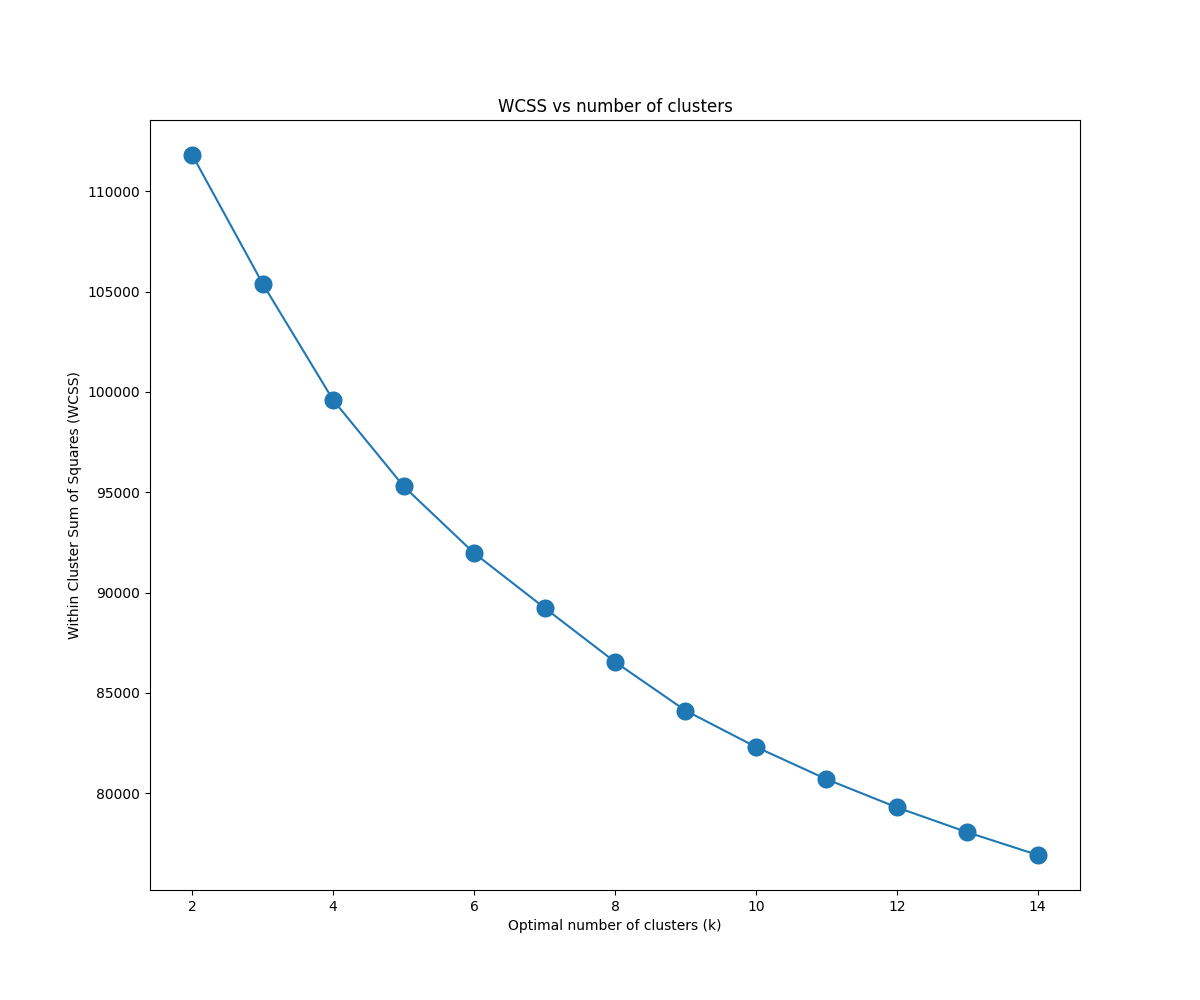 WCSS vs number of clusters
110000
105000
100000
95000
90000
85000
80000
Within Cluster Sum of Squares (WCSS)
2 4 6 8 10 12 14
Optimal number of clusters (k)